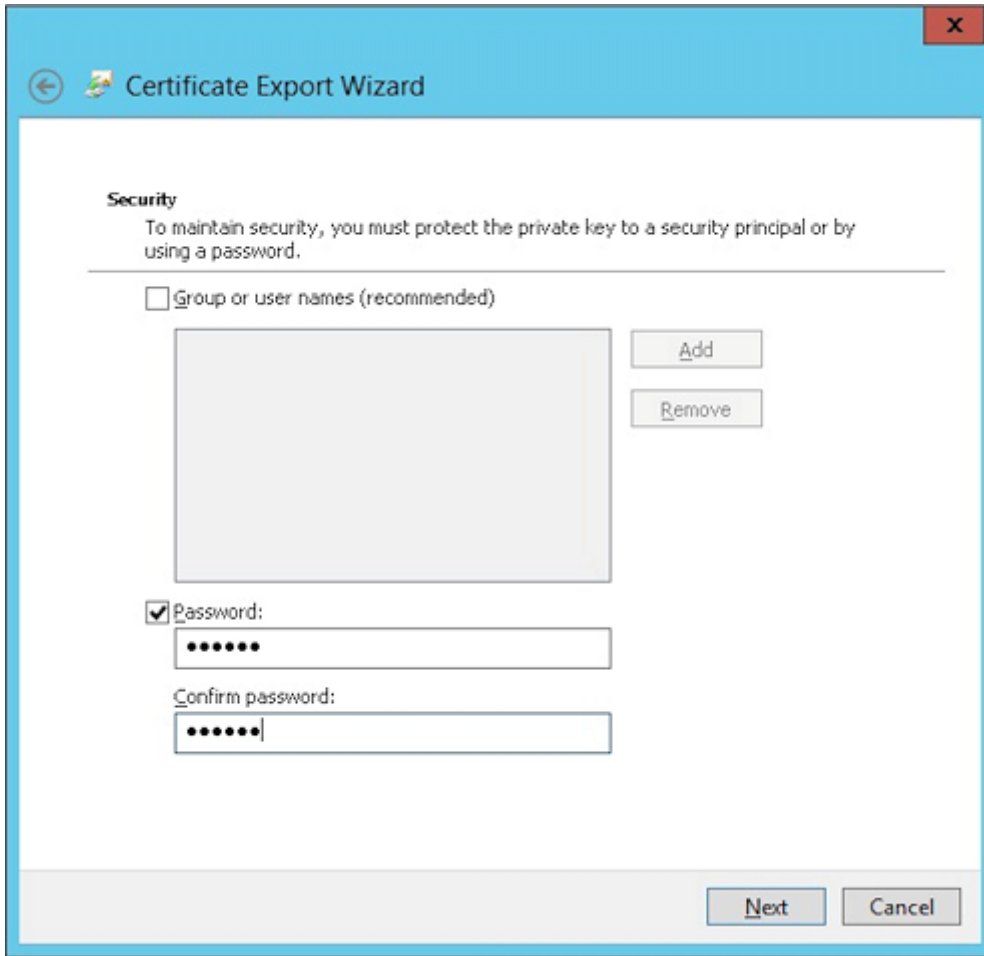 Certificate Export Wizard
Security
To maintain security, you must protect the private key to a security principal or by
using a password.
Group or user names (recommended)
Add
Remove
Password:
••••••
Confirm password:
••••••
Next
Cancel